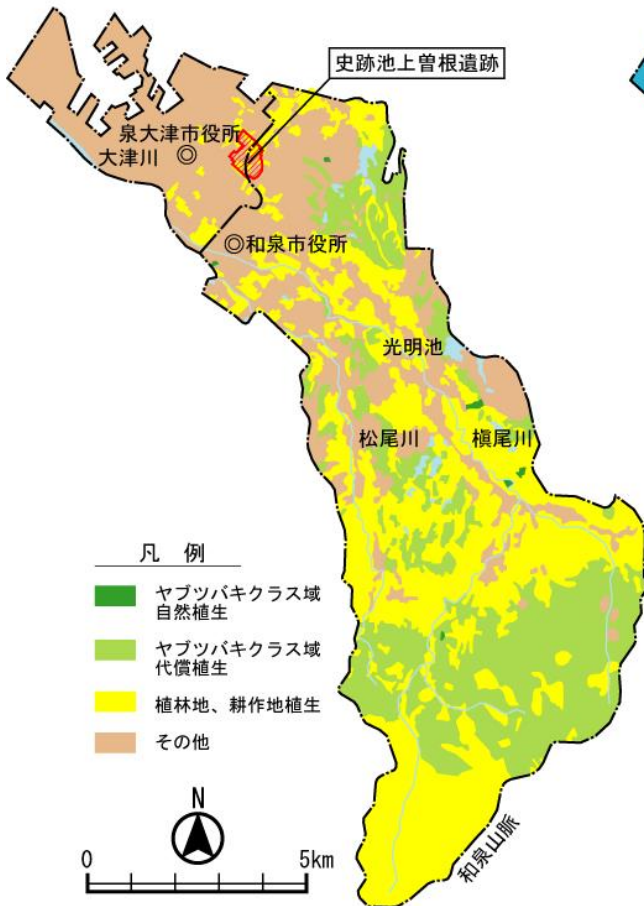 史跡池上曽根遺跡
泉大津市役所
大津川
和泉市役所
光明池
松尾川
槇尾川
凡 例
ヤブツバキクラス域
自然植生
ヤブツバキクラス域
代償植生
植林地、耕作地植生
その他
N
0
5km
和泉山脈